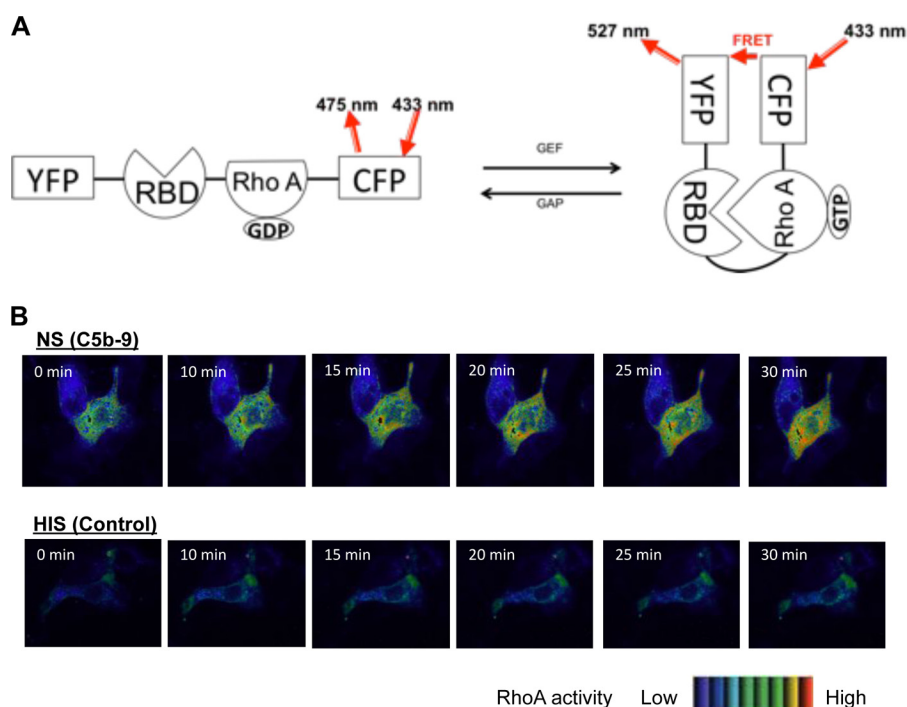 A
527 nm
FRET
433 nm
YFP
CFP
475 nm
433 nm
YFP
RBD
Rho A
CFP
GDP
GEF
GAP
RBD
Rho A
GTP
B
NS (C5b-9)
0 min 10 min 15 min 20 min 25 min 30 min
HIS (Control)
0 min 10 min 15 min 20 min 25 min 30 min
RhoA activity Low High